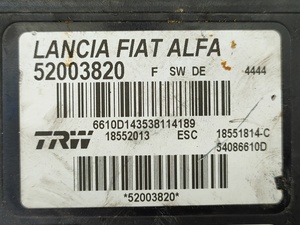 LANCIA FIAT ALFA
52003820 F SW DE 4444
6610D143538114189
TRW 18552013 ESC 18551814-C
54086610D
*52003820*